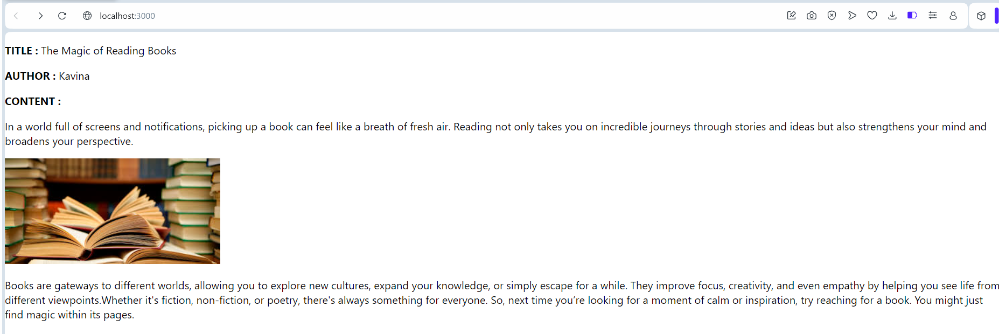 localhost:3000
TITLE : The Magic of Reading Books
AUTHOR : Kavina
CONTENT :
In a world full of screens and notifications, picking up a book can feel like a breath of fresh air. Reading not only takes you on incredible journeys through stories and ideas but also strengthens your mind and
broadens your perspective.
Books are gateways to different worlds, allowing you to explore new cultures, expand your knowledge, or simply escape for a while. They improve focus, creativity, and even empathy by helping you see life from
different viewpoints.Whether it's fiction, non-fiction, or poetry, there's always something for everyone. So, next time you’re looking for a moment of calm or inspiration, try reaching for a book. You might just
find magic within its pages.